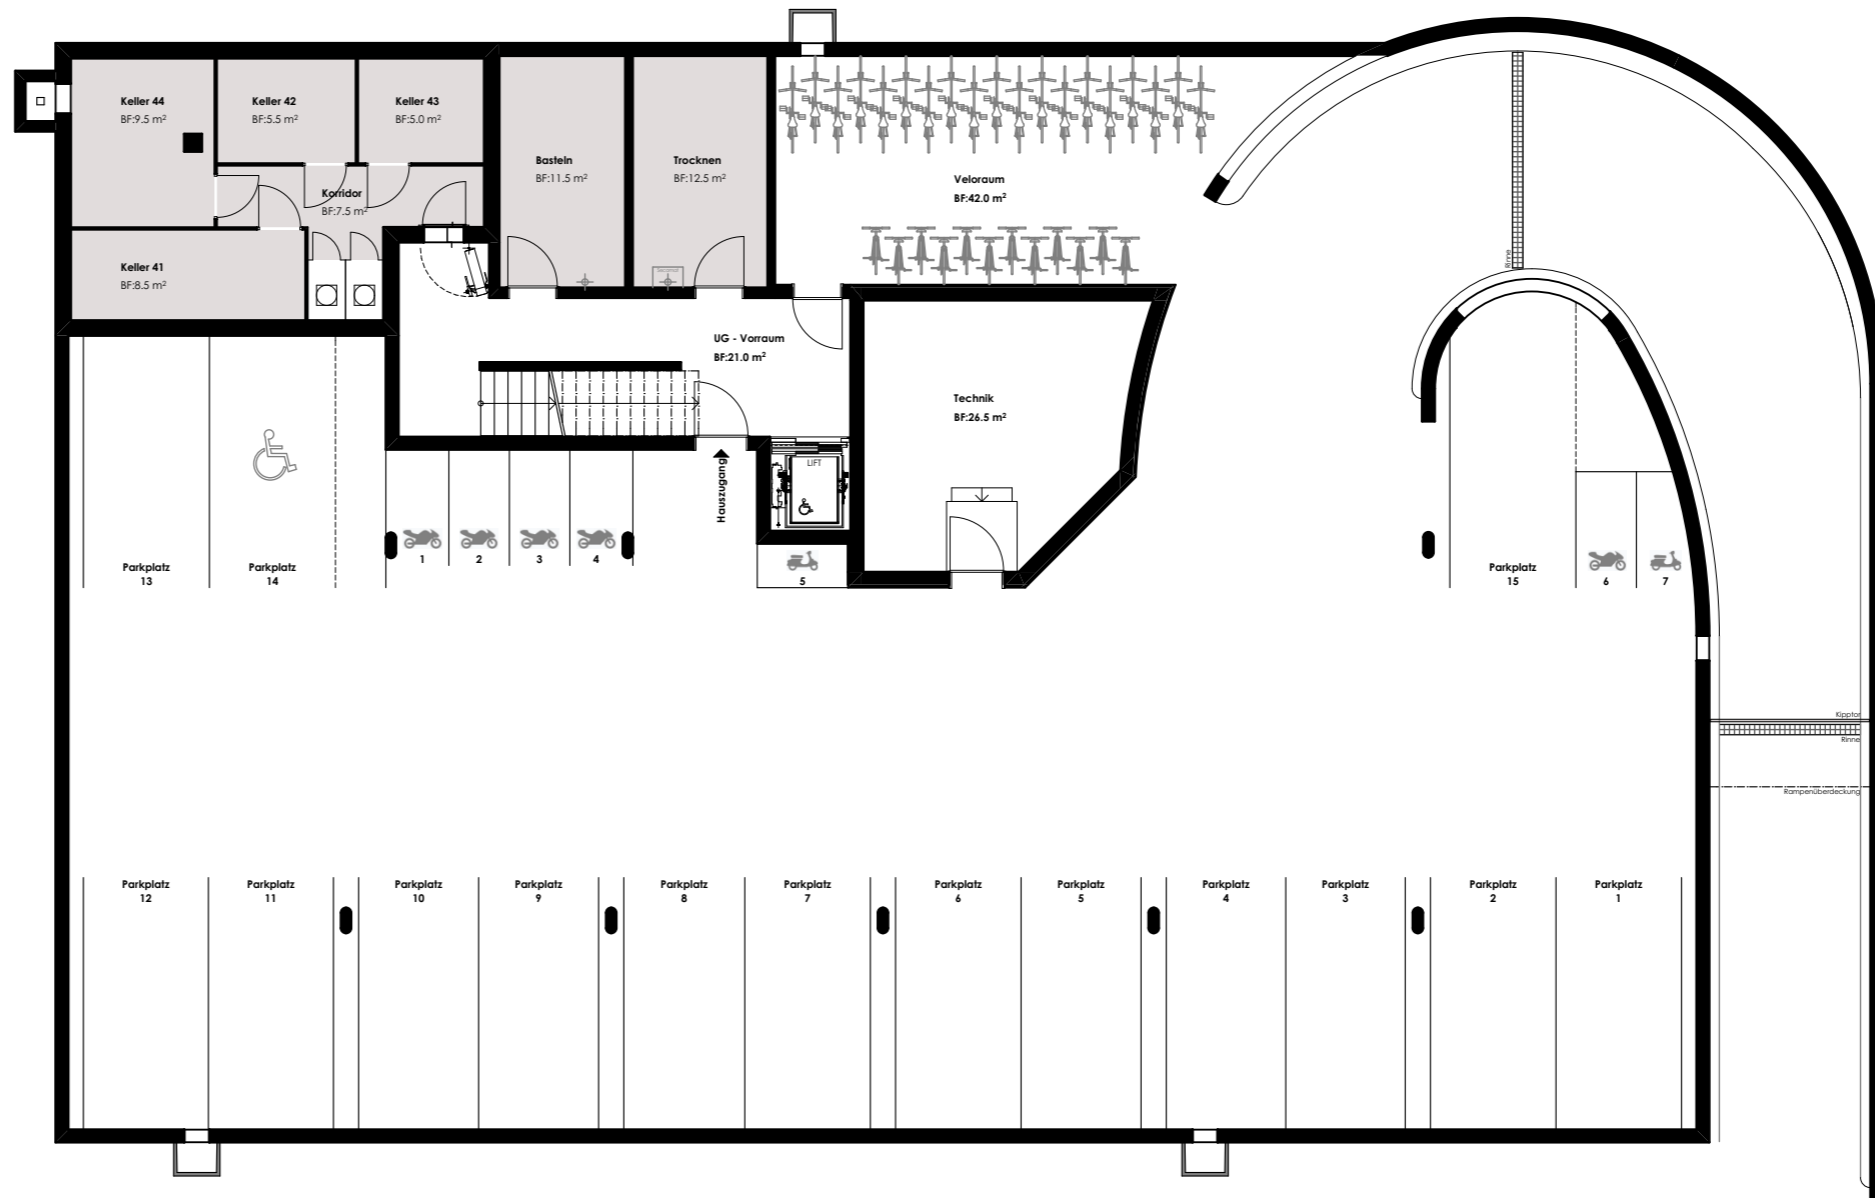 Keller 44
BF:9.5 m²
Keller 42
BF:5.5 m²
Keller 43
BF:5.0 m²
Basteln
BF:11.5 m²
Trocknen
BF:12.5 m²
Veloraum
BF:42.0 m²
Korridor
BF:7.5 m²
Keller 41
BF:8.5 m²
Rinne
UG - Vorraum
BF:21.0 m²
Technik
BF:26.5 m²
LIFT
Hauszugang
1
2
3
4
5
Parkplatz
13
Parkplatz
14
Parkplatz
15
6
7
Kipptor
Rinne
Rampenüberdeckung
Parkplatz
12
Parkplatz
11
Parkplatz
10
Parkplatz
9
Parkplatz
8
Parkplatz
7
Parkplatz
6
Parkplatz
5
Parkplatz
4
Parkplatz
3
Parkplatz
2
Parkplatz
1